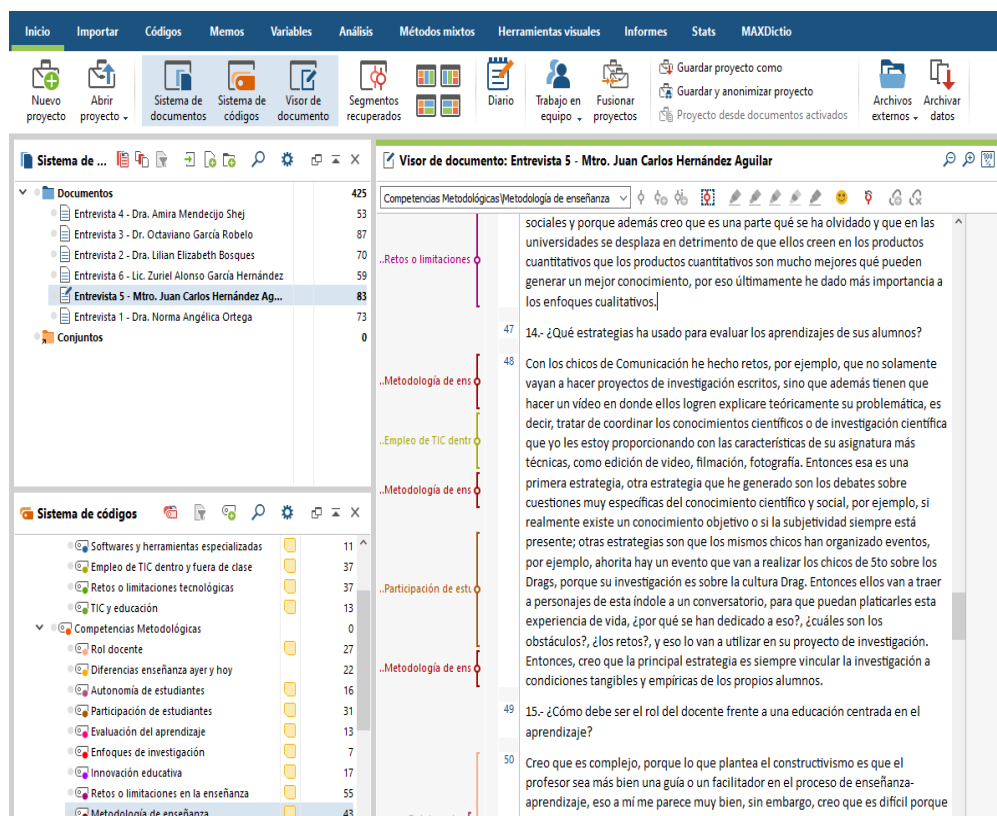 Inicio Importar Códigos Memos Variables Análisis Métodos mixtos Herramientas visuales Informes Stats MAXDictio
Nuevo proyecto
Abrir proyecto
Sistema de documentos
Sistema de códigos
Visor de documento
Segmentos recuperados
Diario
Trabajo en equipo
Fusionar proyectos
Guardar proyecto como
Guardar y anonimizar proyecto
Proyecto desde documentos activados
Archivos externos
Archivar datos
Sistema de ...
Documentos 425
Entrevista 4 - Dra. Amira Mendecijo Shej 53
Entrevista 3 - Dr. Octaviano García Robelo 87
Entrevista 2 - Dra. Lilian Elizabeth Bosques 70
Entrevista 6 - Lic. Zuriel Alonso García Hernández 59
Entrevista 5 - Mtro. Juan Carlos Hernández Ag... 83
Entrevista 1 - Dra. Norma Angélica Ortega 73
Conjuntos 0
Sistema de códigos
Softwares y herramientas especializadas 11
Empleo de TIC dentro y fuera de clase 37
Retos o limitaciones tecnológicas 37
TIC y educación 13
Competencias Metodológicas 0
Rol docente 27
Diferencias enseñanza ayer y hoy 22
Autonomía de estudiantes 16
Participación de estudiantes 31
Evaluación del aprendizaje 13
Enfoques de investigación 7
Innovación educativa 17
Retos o limitaciones en la enseñanza 55
Metodología de enseñanza 43
Visor de documento: Entrevista 5 - Mtro. Juan Carlos Hernández Aguilar
100%
Competencias Metodológicas\Metodología de enseñanza
..Retos o limitaciones
..Metodología de ens
..Empleo de TIC dentr
..Metodología de ens
..Participación de estu
..Metodología de ens
sociales y porque además creo que es una parte qué se ha olvidado y que en las
universidades se desplaza en detrimento de que ellos creen en los productos
cuantitativos que los productos cuantitativos son mucho mejores qué pueden
generar un mejor conocimiento, por eso últimamente he dado más importancia a
los enfoques cualitativos.
47 14.- ¿Qué estrategias ha usado para evaluar los aprendizajes de sus alumnos?
48 Con los chicos de Comunicación he hecho retos, por ejemplo, que no solamente
vayan a hacer proyectos de investigación escritos, sino que además tienen que
hacer un vídeo en donde ellos logren explicare teóricamente su problemática, es
decir, tratar de coordinar los conocimientos científicos o de investigación científica
que yo les estoy proporcionando con las características de su asignatura más
técnicas, como edición de video, filmación, fotografía. Entonces esa es una
primera estrategia, otra estrategia que he generado son los debates sobre
cuestiones muy específicas del conocimiento científico y social, por ejemplo, si
realmente existe un conocimiento objetivo o si la subjetividad siempre está
presente; otras estrategias son que los mismos chicos han organizado eventos,
por ejemplo, ahorita hay un evento que van a realizar los chicos de 5to sobre los
Drags, porque su investigación es sobre la cultura Drag. Entonces ellos van a traer
a personajes de esta índole a un conversatorio, para que puedan platicarles esta
experiencia de vida, ¿por qué se han dedicado a eso?, ¿cuáles son los
obstáculos?, ¿los retos?, y eso lo van a utilizar en su proyecto de investigación.
Entonces, creo que la principal estrategia es siempre vincular la investigación a
condiciones tangibles y empíricas de los propios alumnos.
49 15.- ¿Cómo debe ser el rol del docente frente a una educación centrada en el
aprendizaje?
50 Creo que es complejo, porque lo que plantea el constructivismo es que el
profesor sea más bien una guía o un facilitador en el proceso de enseñanza-
aprendizaje, eso a mí me parece muy bien, sin embargo, creo que es difícil porque